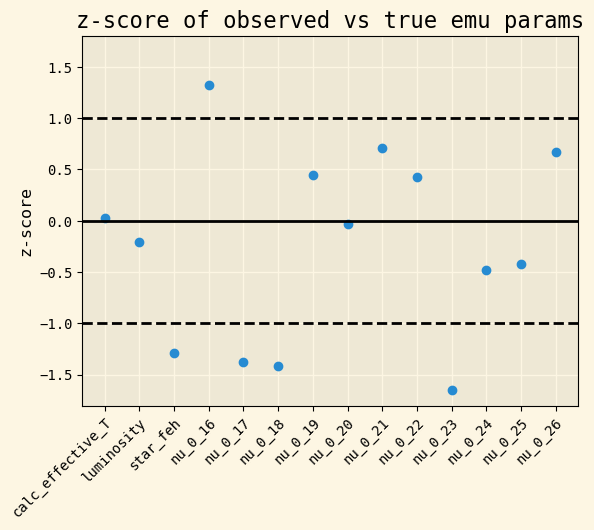 z-score of observed vs true emu params
z-score
1.5
1.0
0.5
0.0
−0.5
−1.0
−1.5
calc_effective_T
luminosity
star_feh
nu_0_16
nu_0_17
nu_0_18
nu_0_19
nu_0_20
nu_0_21
nu_0_22
nu_0_23
nu_0_24
nu_0_25
nu_0_26